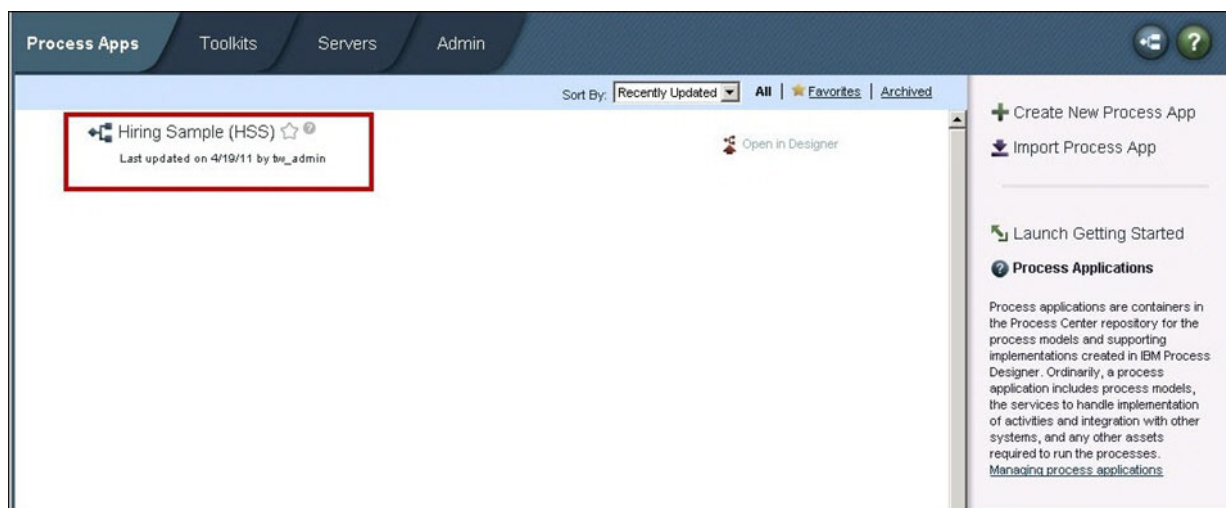 Process Apps Toolkits Servers Admin
Sort By: Recently Updated All | Favorites | Archived
Hiring Sample (HSS)
Last updated on 4/19/11 by tw_admin
Open in Designer
Create New Process App
Import Process App
Launch Getting Started
Process Applications
Process applications are containers in
the Process Center repository for the
process models and supporting
implementations created in IBM Process
Designer. Ordinarily, a process
application includes process models,
the services to handle implementation
of activities and integration with other
systems, and any other assets
required to run the processes.
Managing process applications